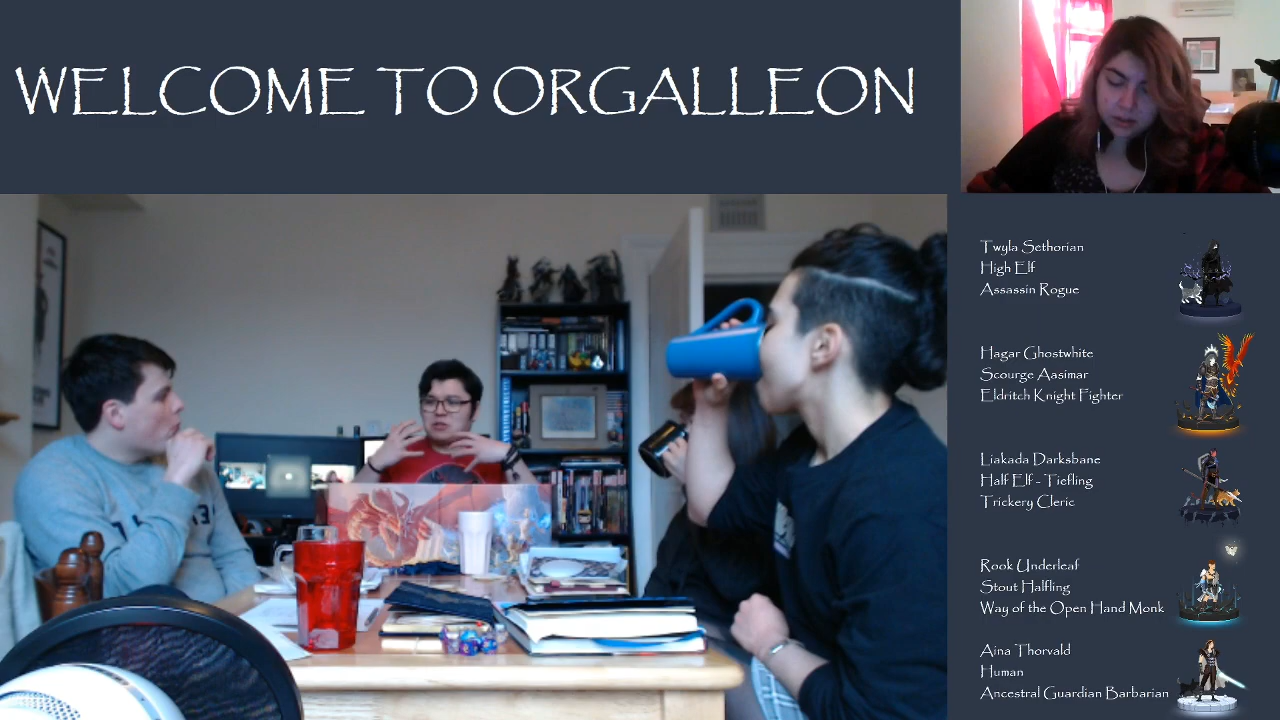 WELCOME TO ORGALLEON
Twyla Sethorian
High Elf
Assassin Rogue
Hagar Ghostwhite
Scourge Aasimar
Eldritch Knight Fighter
Liakada Darksbane
Half Elf - Tiefling
Trickery Cleric
Rook Underleaf
Stout Halfling
Way of the Open Hand Monk
Aina Thorvald
Human
Ancestral Guardian Barbarian